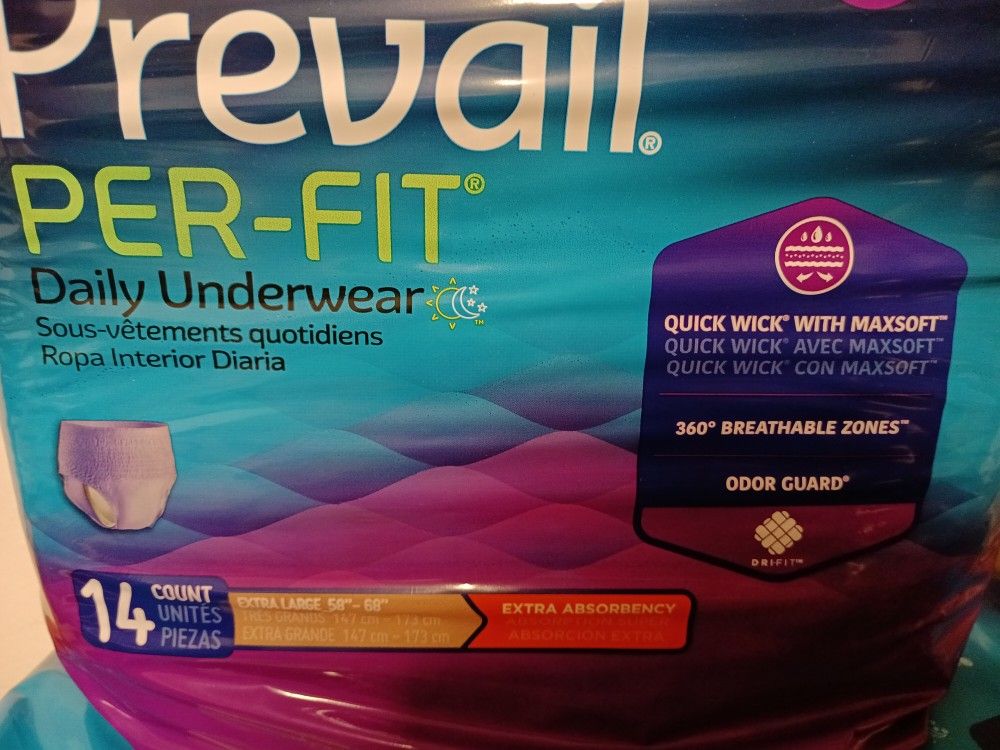 Prevail®
PER-FIT®
Daily Underwear™
Sous-vêtements quotidiens
Ropa Interior Diaria
QUICK WICK® WITH MAXSOFT™
QUICK WICK® AVEC MAXSOFT™
QUICK WICK® CON MAXSOFT™
360° BREATHABLE ZONES™
ODOR GUARD®
DRIFIT™
14 COUNT
UNITÉS
PIEZAS
EXTRA LARGE 58"- 68"
TRÈS GRANDS 147 cm - 173 cm
EXTRA GRANDE 147 cm - 173 cm
EXTRA ABSORBENCY
ABSORPTION SUPER
ABSORCIÓN EXTRA